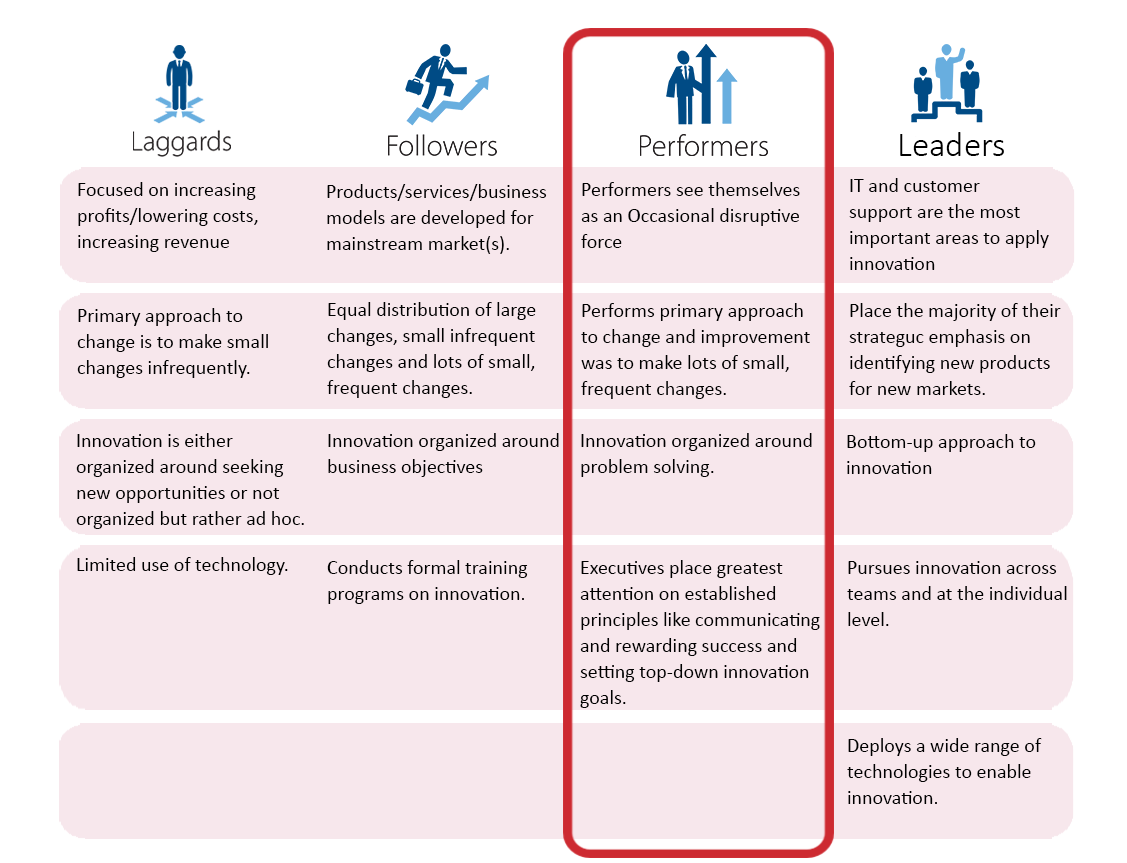 Laggards
Followers
Performers
Leaders
Focused on increasing
profits/lowering costs,
increasing revenue
Products/services/business
models are developed for
mainstream market(s).
Performers see themselves
as an Occasional disruptive
force
IT and customer
support are the most
important areas to apply
innovation
Primary approach to
change is to make small
changes infrequently.
Equal distribution of large
changes, small infrequent
changes and lots of small,
frequent changes.
Performs primary approach
to change and improvement
was to make lots of small,
frequent changes.
Place the majority of their
strateguc emphasis on
identifying new products
for new markets.
Innovation is either
organized around seeking
new opportunities or not
organized but rather ad hoc.
Innovation organized around
business objectives
Innovation organized around
problem solving.
Bottom-up approach to
innovation
Limited use of technology.
Conducts formal training
programs on innovation.
Executives place greatest
attention on established
principles like communicating
and rewarding success and
setting top-down innovation
goals.
Pursues innovation across
teams and at the individual
level.
Deploys a wide range of
technologies to enable
innovation.